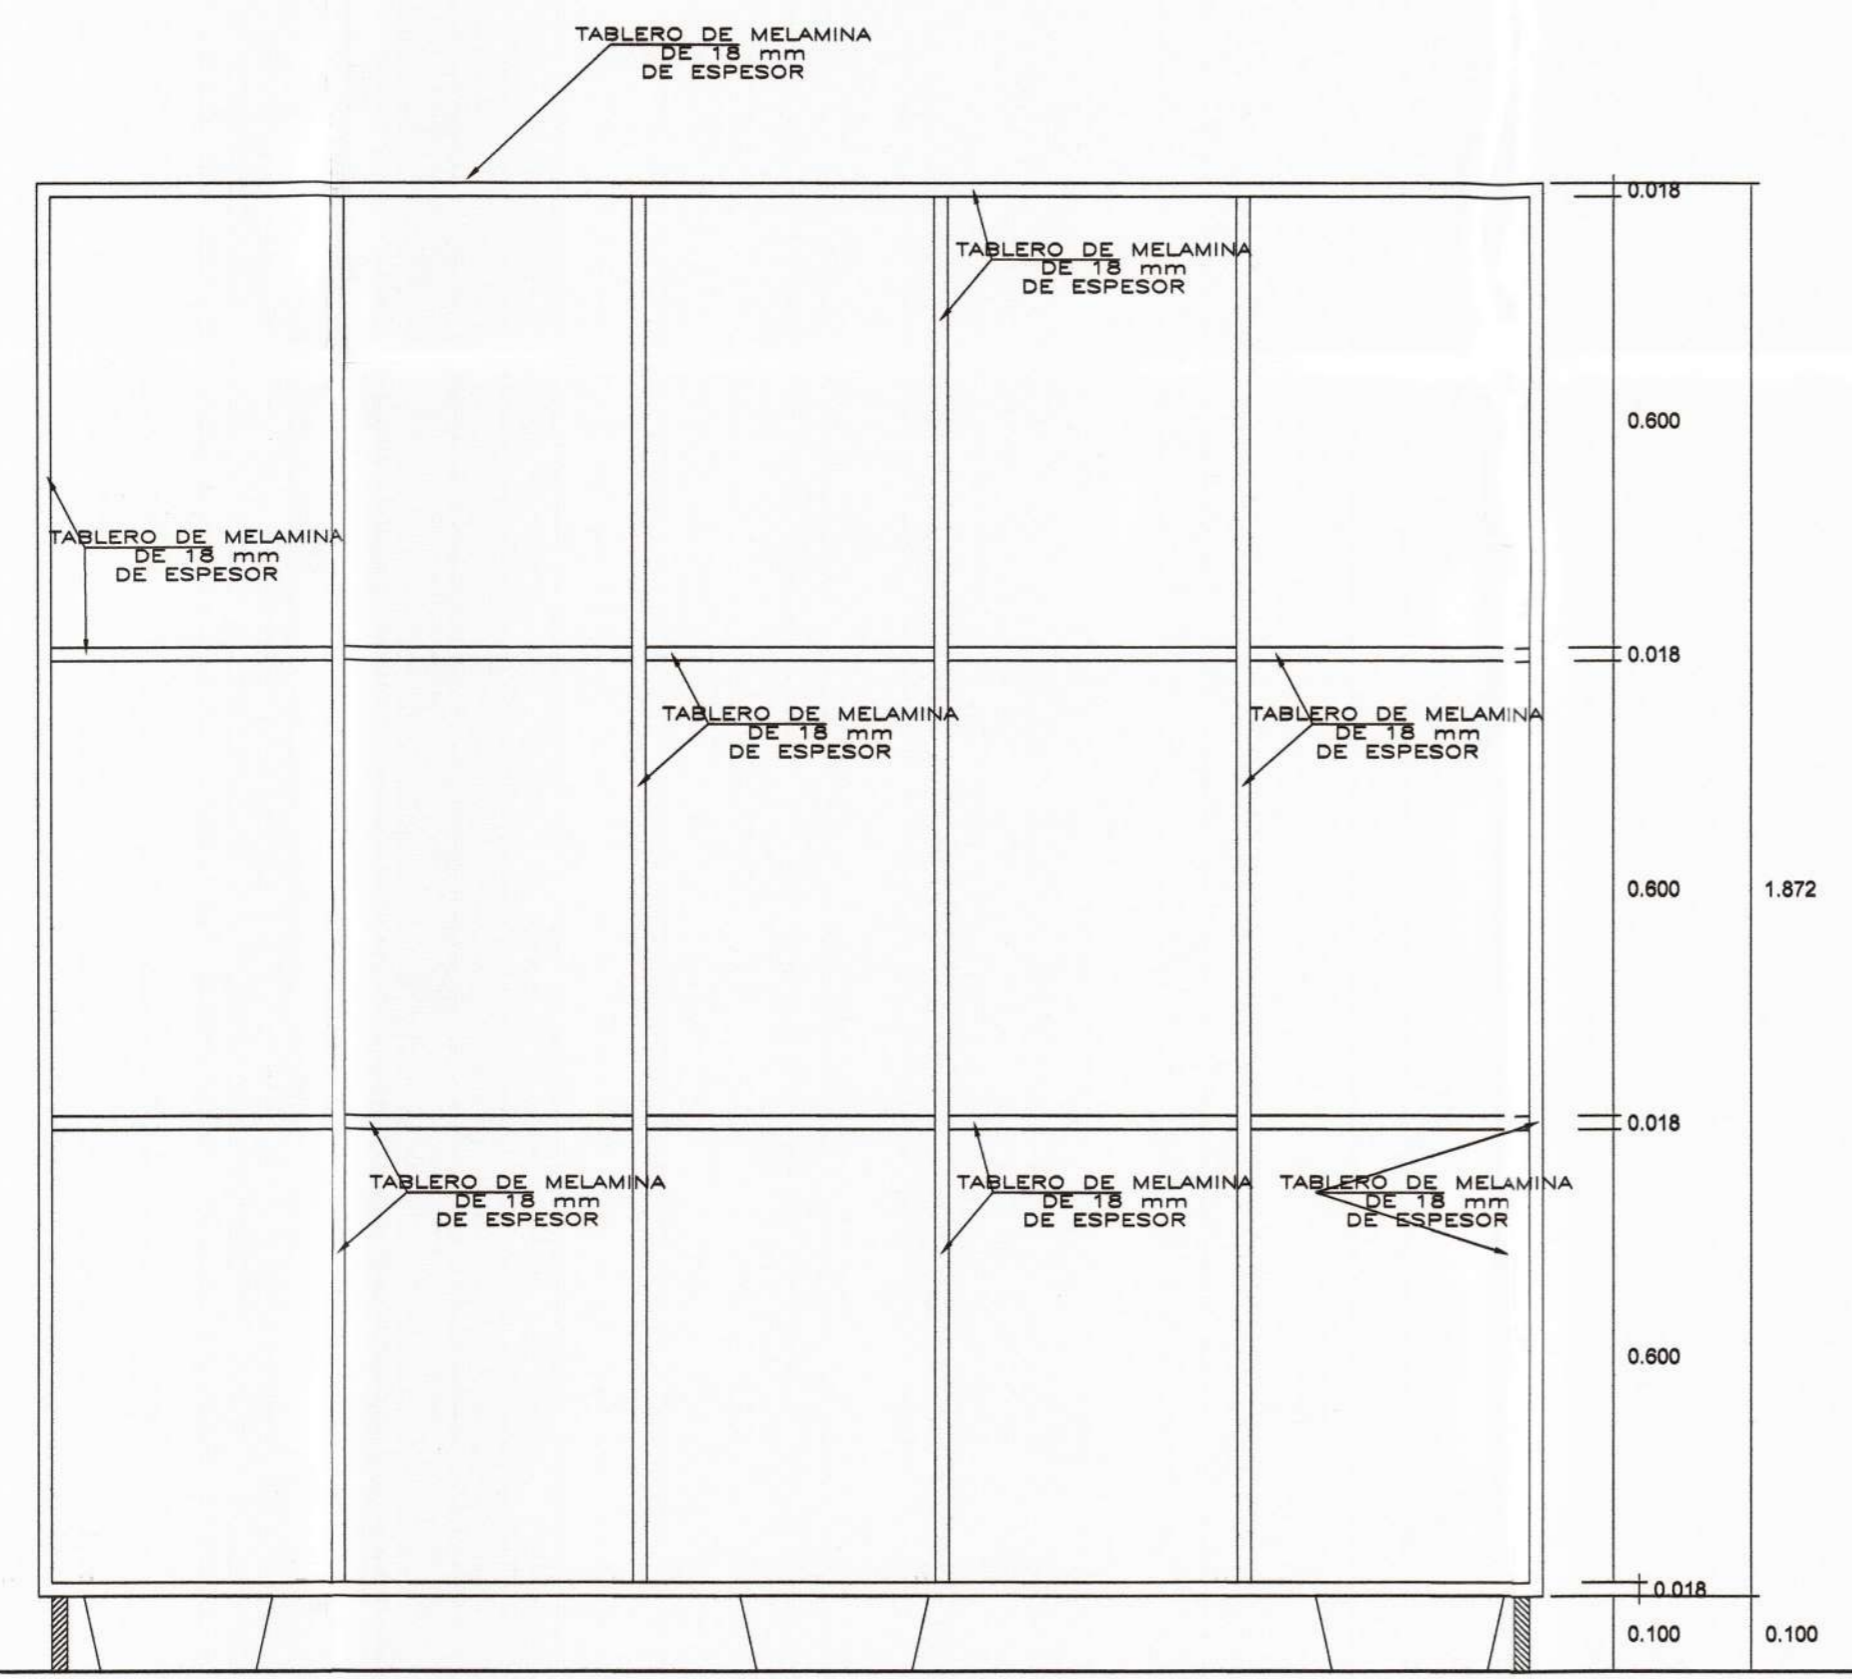 TABLERO DE MELAMINA
DE 18 mm
DE ESPESOR
0.018
TABLERO DE MELAMINA
DE 18 mm
DE ESPESOR
0.600
TABLERO DE MELAMINA
DE 18 mm
DE ESPESOR
0.018
TABLERO DE MELAMINA
DE 18 mm
DE ESPESOR
TABLERO DE MELAMINA
DE 18 mm
DE ESPESOR
0.600
1.872
0.018
TABLERO DE MELAMINA
DE 18 mm
DE ESPESOR
TABLERO DE MELAMINA
DE 18 mm
DE ESPESOR
TABLERO DE MELAMINA
DE 18 mm
DE ESPESOR
0.600
0.018
0.100
0.100